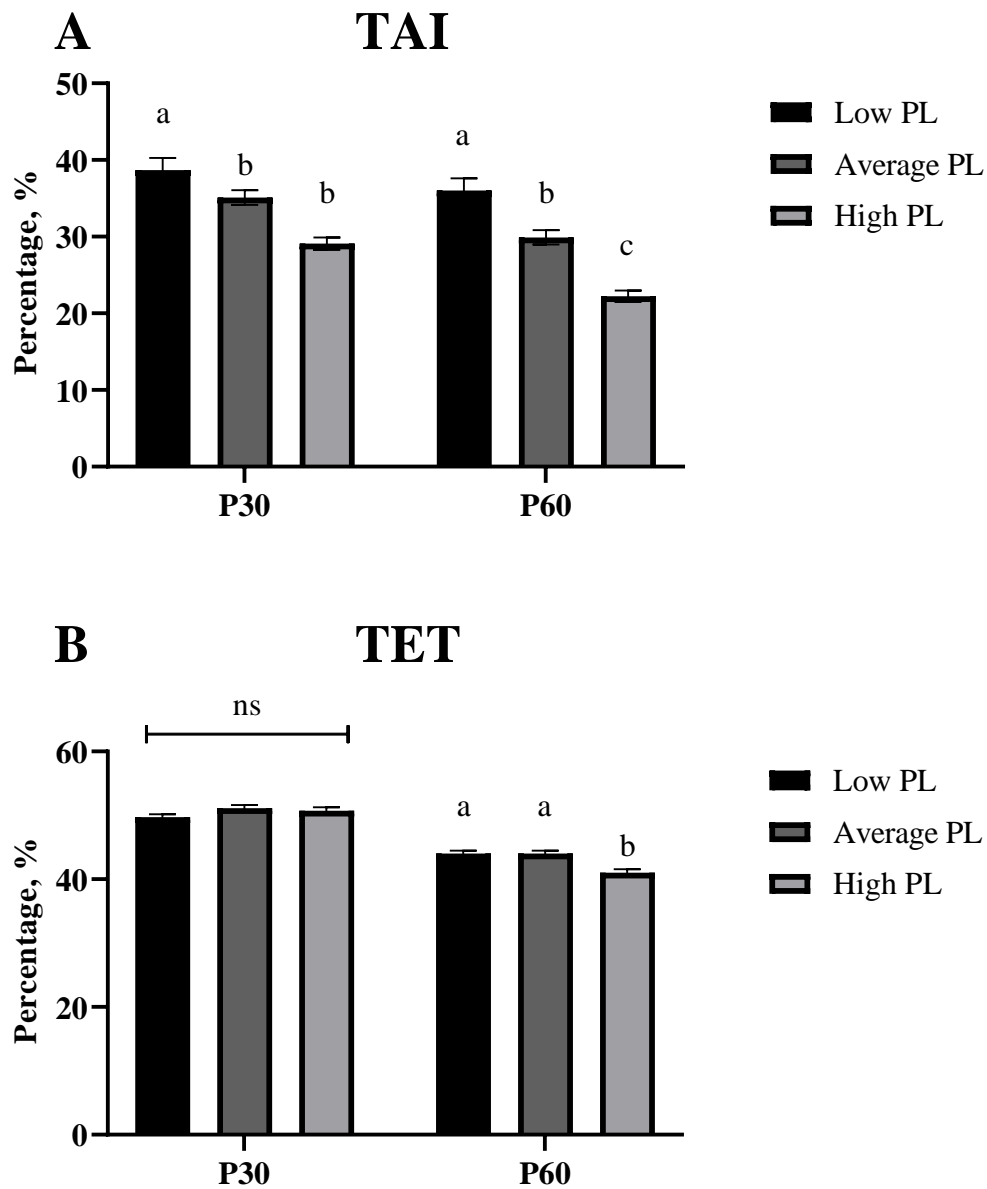 A TAI
50
40
30
20
10
0
Percentage, %
a
b
b
a
b
c
P30 P60
Low PL
Average PL
High PL
B TET
ns
60
40
20
0
Percentage, %
a
a
b
P30 P60
Low PL
Average PL
High PL